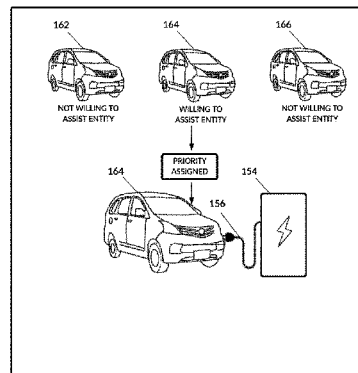 162 164 166
NOT WILLING TO WILLING TO NOT WILLING TO
ASSIST ENTITY ASSIST ENTITY ASSIST ENTITY
PRIORITY
ASSIGNED
164 154
156